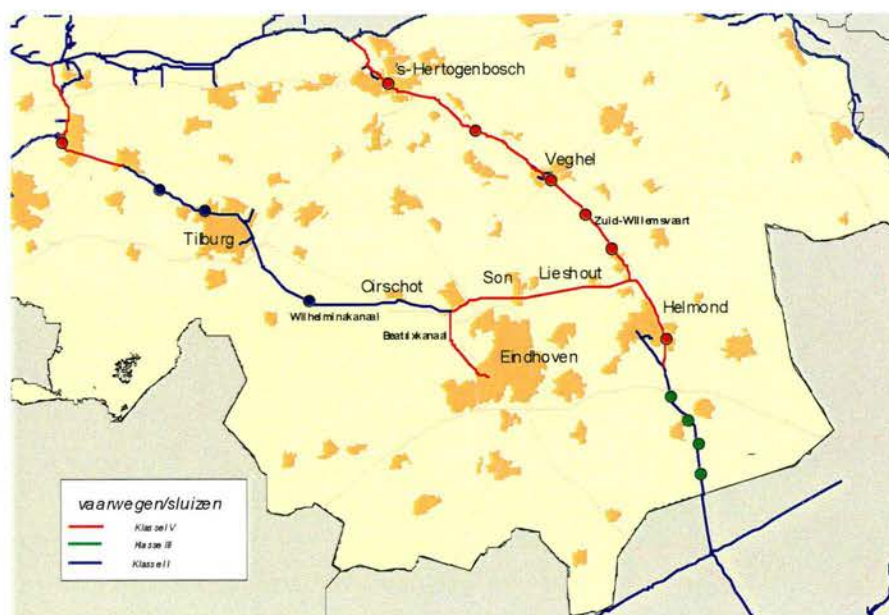 's-Hertogenbosch
Veghel
Zuid-Willemsvaart
Tilburg
Oirschot
Son
Lieshout
Wilhelminakanaal
Helmond
Beatrixkanaal
Eindhoven
vaarwegen/sluizen
Klasse IV
Klasse III
Klasse II